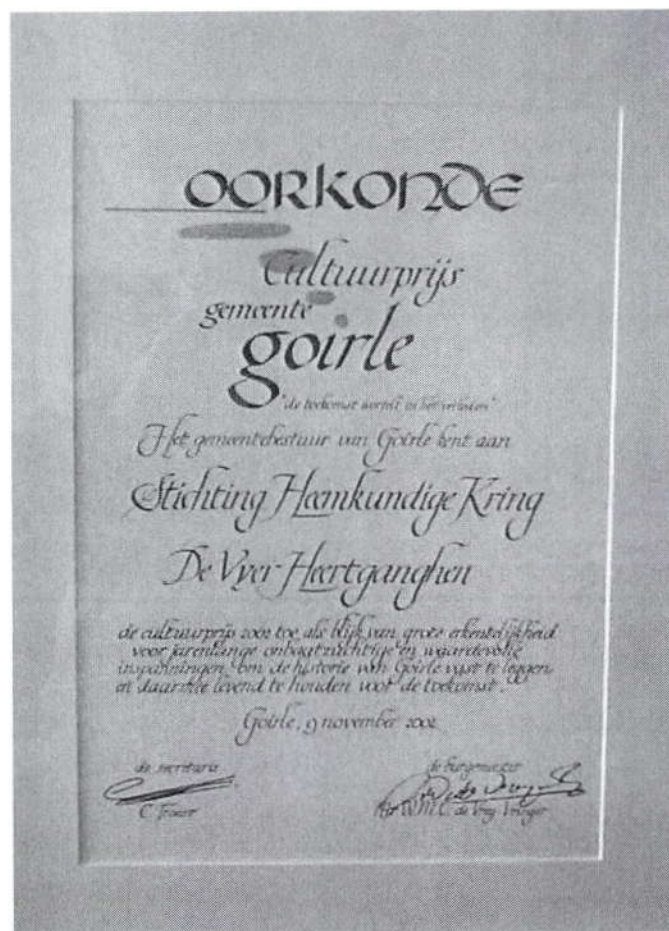 OORKONDE
Cultuurprijs
gemeente
goirle
"de toekomst wortelt in het verleden"
Het gemeentebestuur van Goirle kent aan
Stichting Heemkundige Kring
De Vyer Heertganghen
de cultuurprijs 2001 toe als blijk van grote erkentelijkheid
voor jarenlange onbaatzuchtige en waardevolle
inspanningen om de historie van Goirle vast te leggen
en daarmee levend te houden voor de toekomst.
Goirle, 9 november 2002
de secretaris
de burgemeester
C. Troost